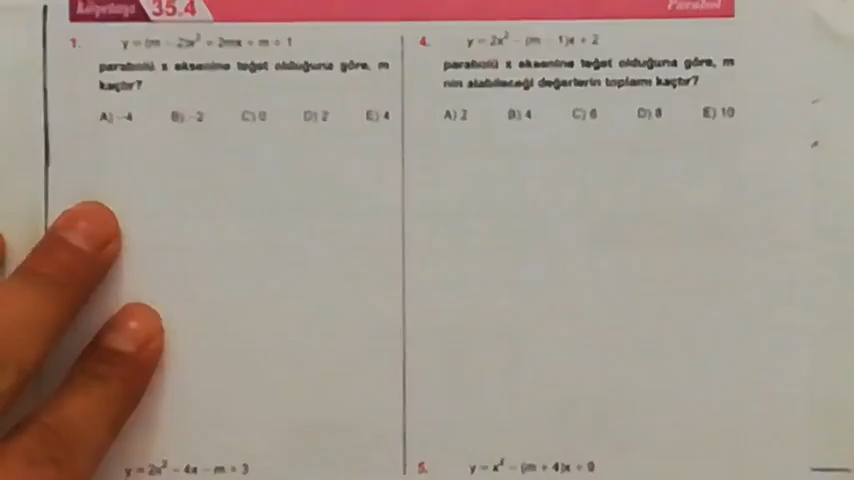 35.4
Parabol
1. y = (m - 2)x² + 2mx + m + 1
parabolü x eksenine teğet olduğuna göre, m
kaçtır?
A) -4 B) -2 C) 0 D) 2 E) 4
y = 2x² - 4x - m + 3
4. y = 2x² - (m - 1)x + 2
parabolü x eksenine teğet olduğuna göre, m
nin alabileceği değerlerin toplamı kaçtır?
A) 2 B) 4 C) 6 D) 8 E) 10
5. y = x² - (m + 4)x + 9